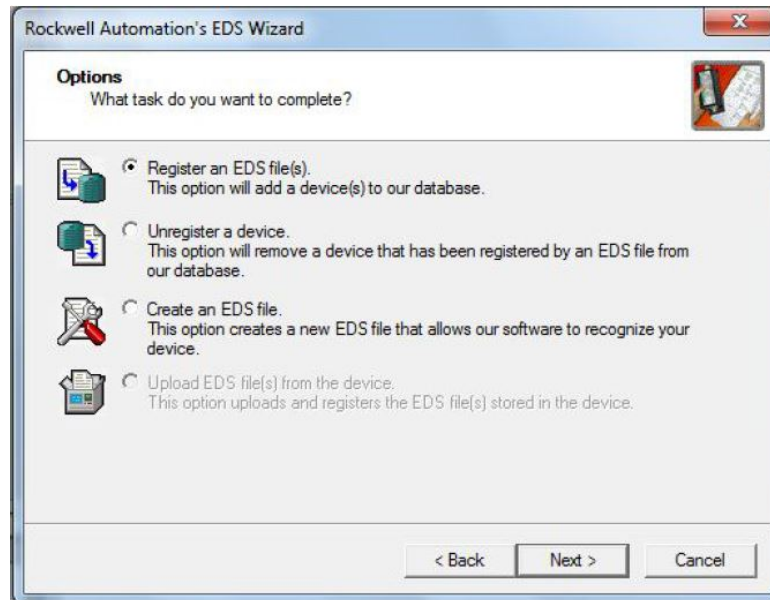 Rockwell Automation's EDS Wizard
Options
What task do you want to complete?
Register an EDS file(s).
This option will add a device(s) to our database.
Unregister a device.
This option will remove a device that has been registered by an EDS file from
our database.
Create an EDS file.
This option creates a new EDS file that allows our software to recognize your
device.
Upload EDS file(s) from the device.
This option uploads and registers the EDS file(s) stored in the device.
< Back
Next >
Cancel